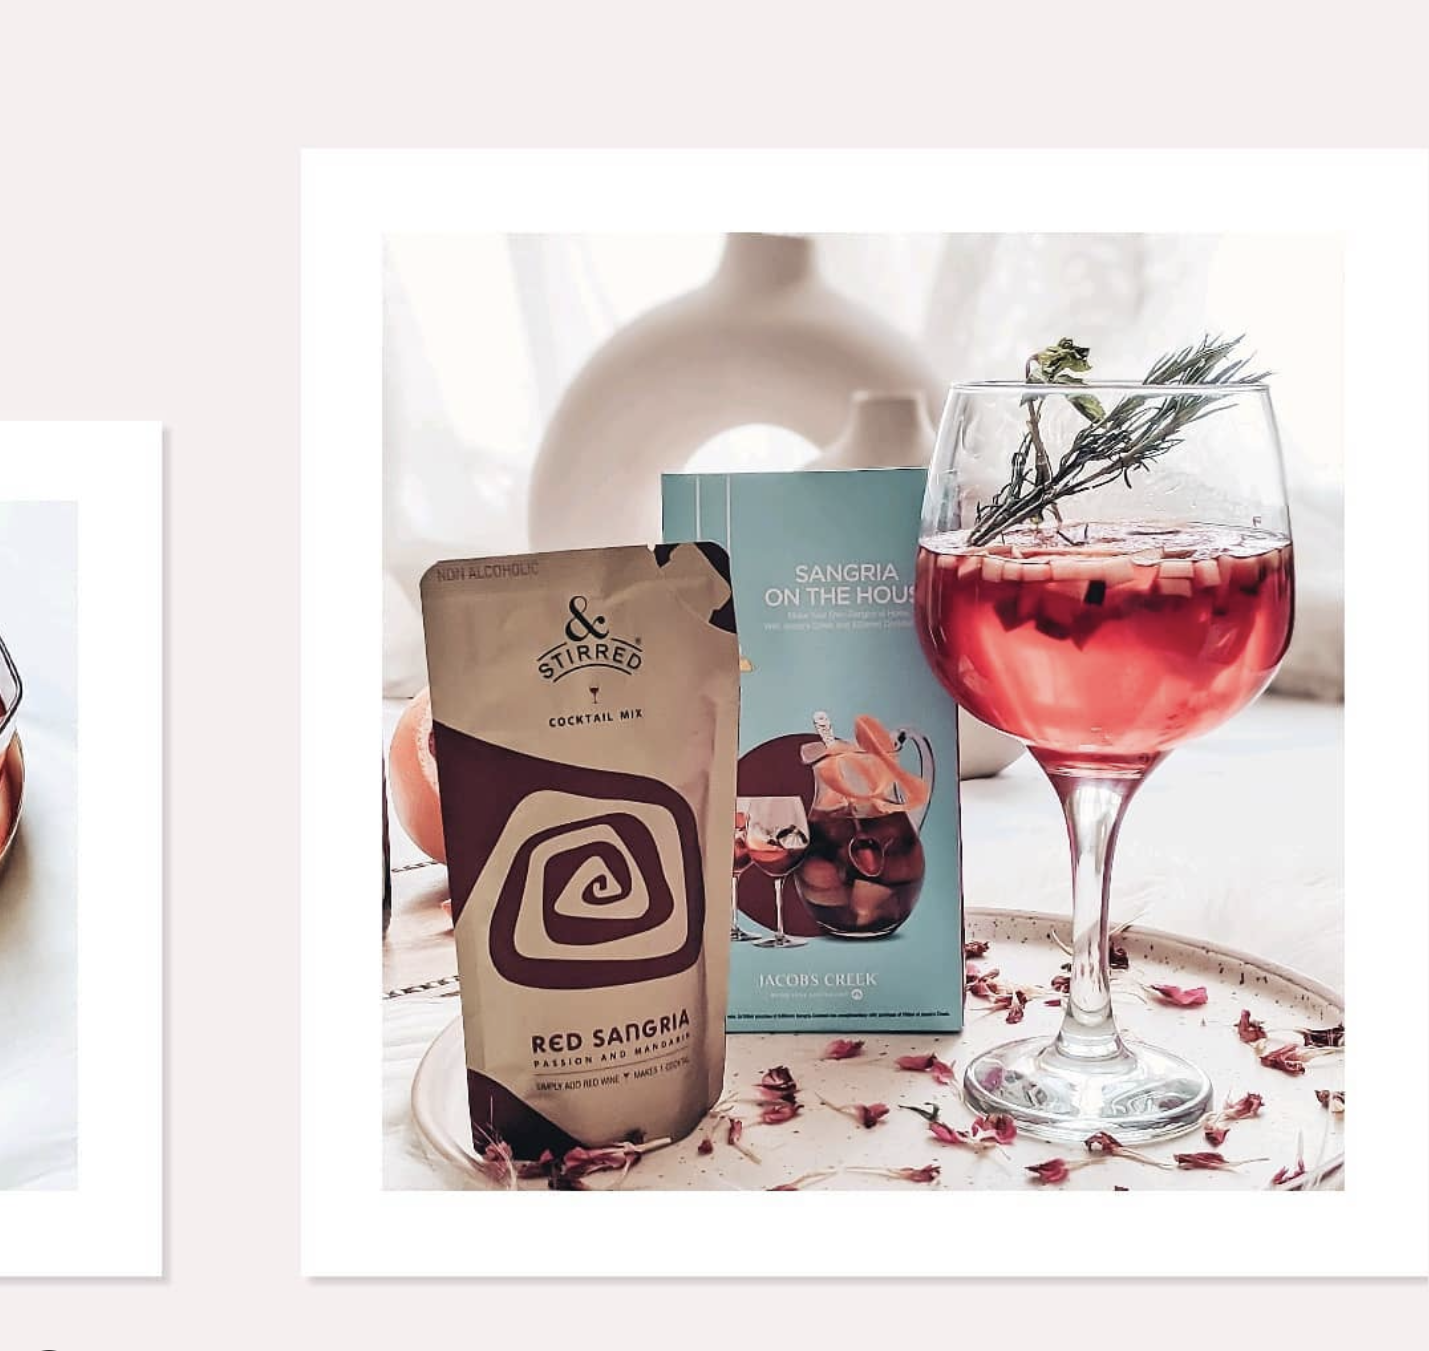 NON ALCOHOLIC
&
STIRRED®
COCKTAIL MIX
RED SANGRIA
PASSION AND MANDARIN
SIMPLY ADD RED WINE MAKES 1 COCKTAIL
SANGRIA
ON THE HOUS
JACOB'S CREEK